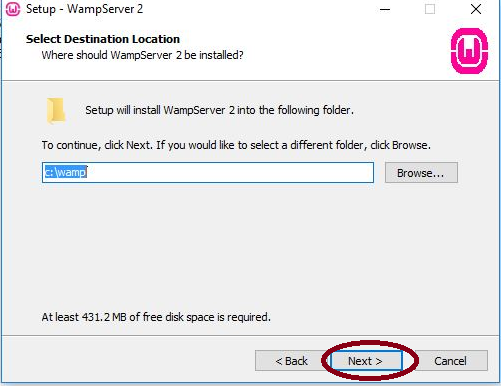 Setup - WampServer 2
Select Destination Location
Where should WampServer 2 be installed?
Setup will install WampServer 2 into the following folder.
To continue, click Next. If you would like to select a different folder, click Browse.
c:\wamp
Browse...
At least 431.2 MB of free disk space is required.
< Back
Next >
Cancel